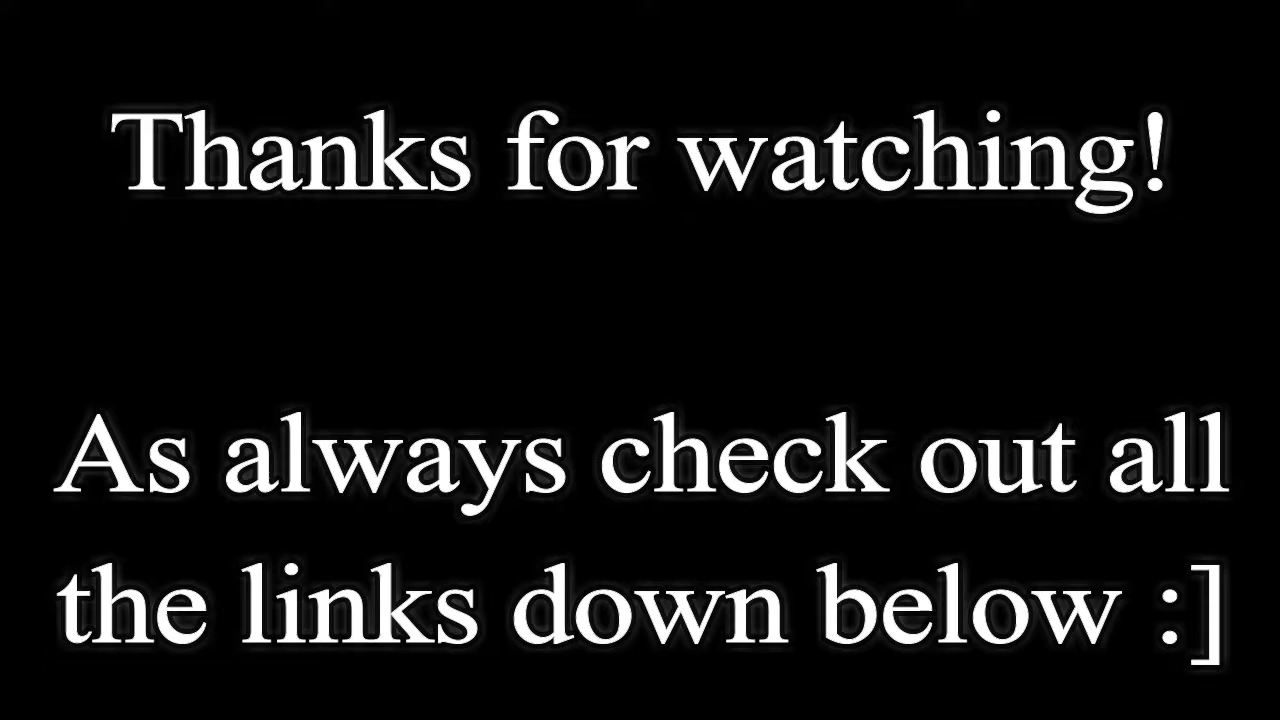 Thanks for watching!
As always check out all
the links down below :]